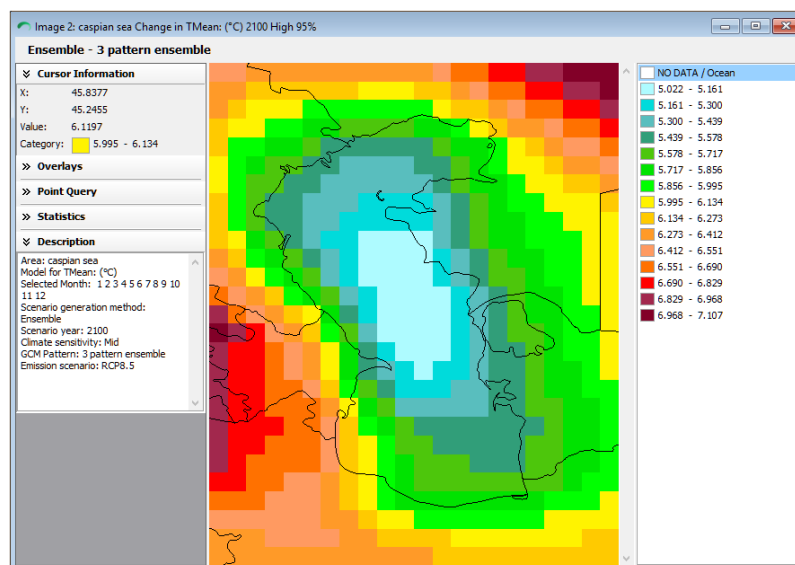 Image 2: caspian sea Change in TMean: (°C) 2100 High 95%
Ensemble - 3 pattern ensemble
Cursor Information
X: 45.8377
Y: 45.2455
Value: 6.1197
Category: 5.995 - 6.134
Overlays
Point Query
Statistics
Description
Area: caspian sea
Model for TMean: (°C)
Selected Month: 1 2 3 4 5 6 7 8 9 10
11 12
Scenario generation method:
Ensemble
Scenario year: 2100
Climate sensitivity: Mid
GCM Pattern: 3 pattern ensemble
Emission scenario: RCP8.5
NO DATA / Ocean
5.022 - 5.161
5.161 - 5.300
5.300 - 5.439
5.439 - 5.578
5.578 - 5.717
5.717 - 5.856
5.856 - 5.995
5.995 - 6.134
6.134 - 6.273
6.273 - 6.412
6.412 - 6.551
6.551 - 6.690
6.690 - 6.829
6.829 - 6.968
6.968 - 7.107